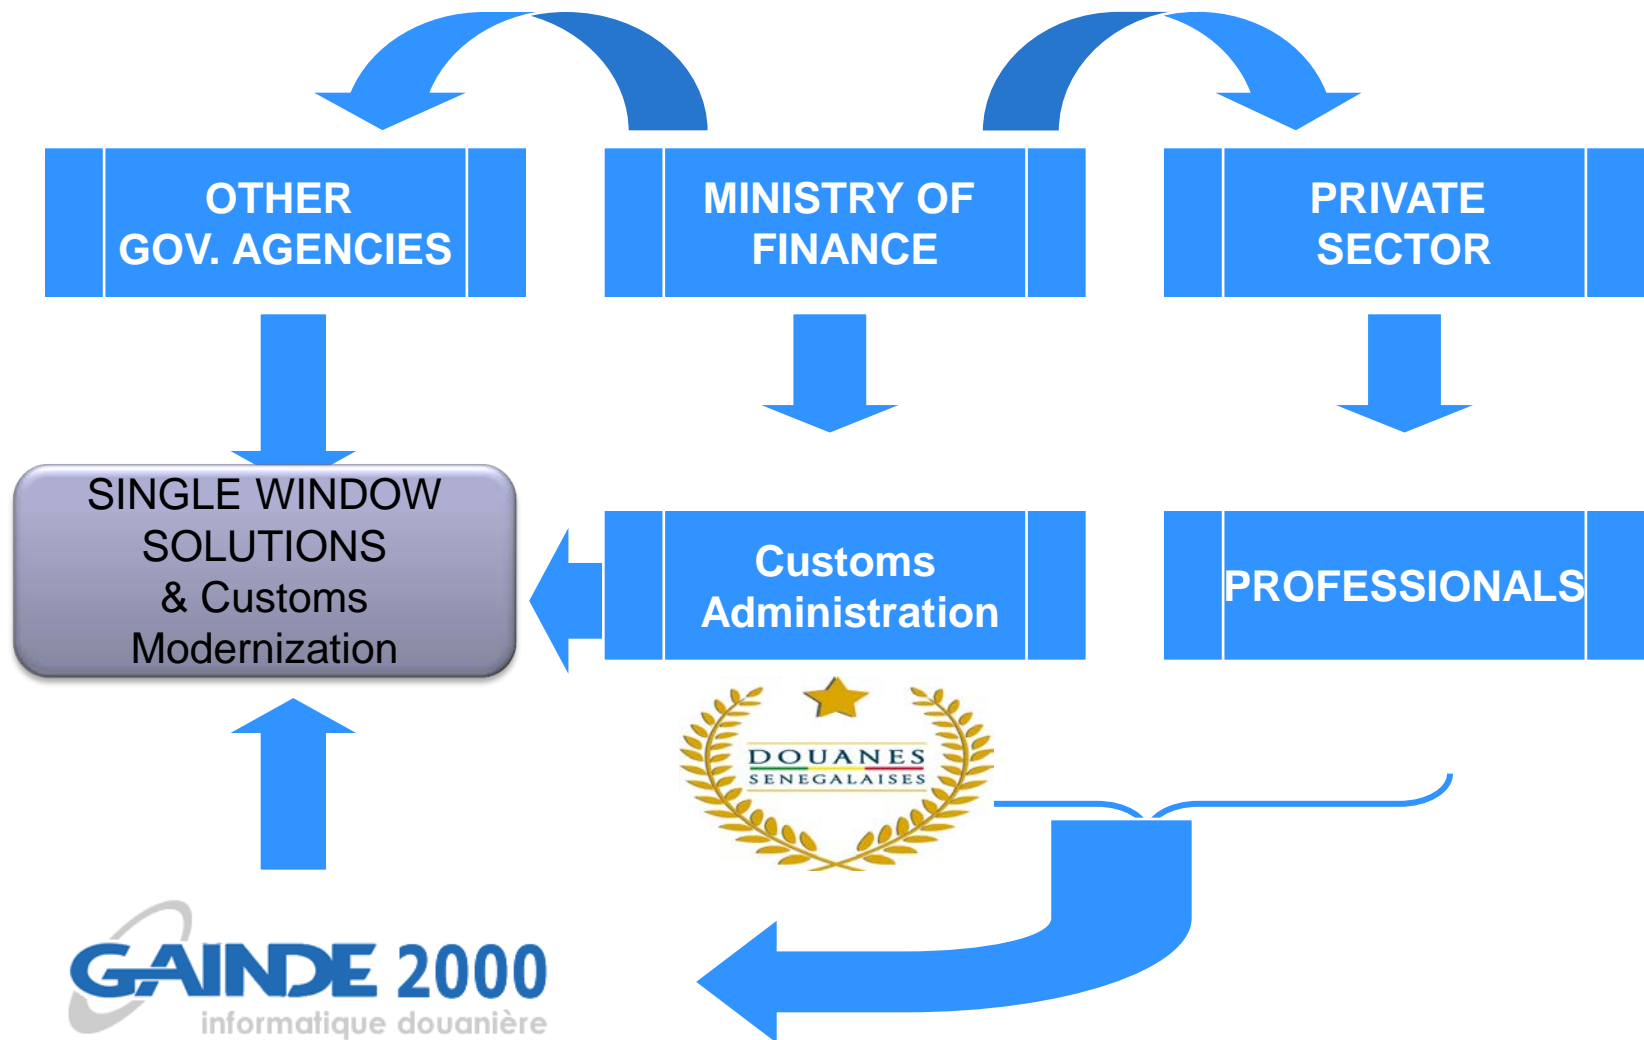 OTHER
GOV. AGENCIES
MINISTRY OF
FINANCE
PRIVATE
SECTOR
SINGLE WINDOW
SOLUTIONS
& Customs
Modernization
Customs
Administration
PROFESSIONALS
DOUANES
SENEGALAISES
GAINDE 2000
informatique douanière